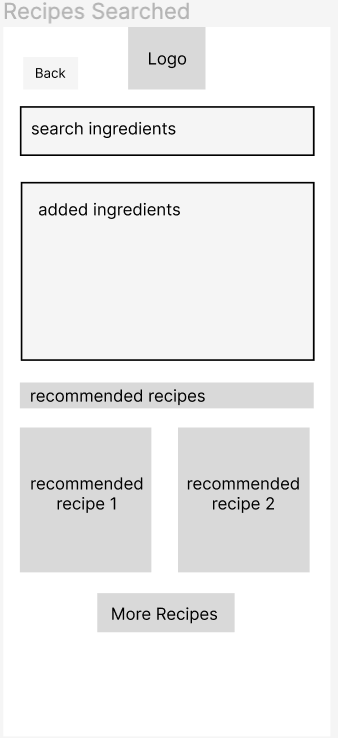 Recipes Searched
Logo
Back
search ingredients
added ingredients
recommended recipes
recommended
recipe 1
recommended
recipe 2
More Recipes